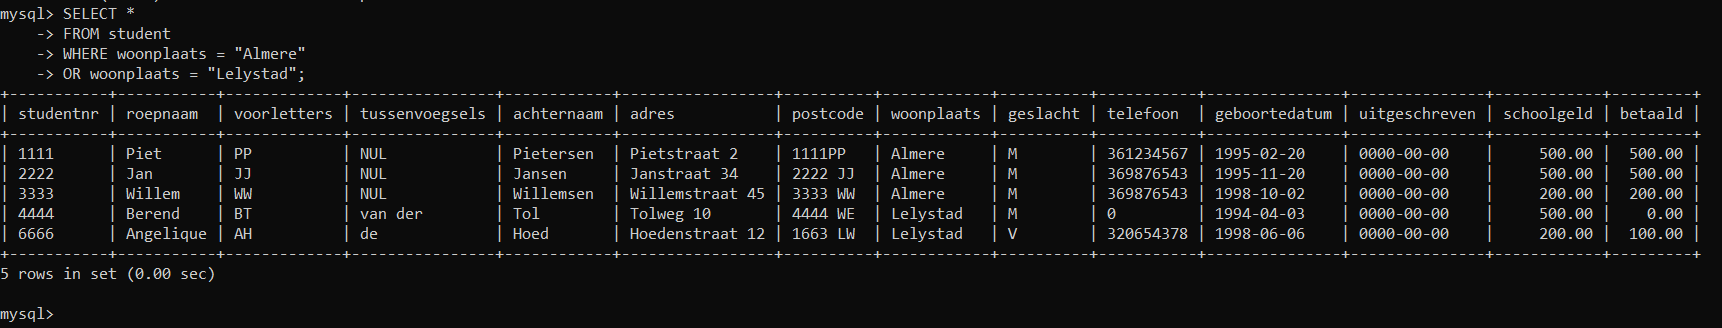 mysql> SELECT *
    -> FROM student
    -> WHERE woonplaats = "Almere"
    -> OR woonplaats = "Lelystad";
+-----------+-----------+-------------+----------------+------------+-----------------+----------+------------+----------+-----------+---------------+---------------+------------+---------+
| studentnr | roepnaam  | voorletters | tussenvoegsels | achternaam | adres           | postcode | woonplaats | geslacht | telefoon  | geboortedatum | uitgeschreven | schoolgeld | betaald |
+-----------+-----------+-------------+----------------+------------+-----------------+----------+------------+----------+-----------+---------------+---------------+------------+---------+
| 1111      | Piet      | PP          | NUL            | Pietersen  | Pietstraat 2    | 1111PP   | Almere     | M        | 361234567 | 1995-02-20    | 0000-00-00    |     500.00 |  500.00 |
| 2222      | Jan       | JJ          | NUL            | Jansen     | Janstraat 34    | 2222 JJ  | Almere     | M        | 369876543 | 1995-11-20    | 0000-00-00    |     500.00 |  500.00 |
| 3333      | Willem    | WW          | NUL            | Willemsen  | Willemstraat 45 | 3333 WW  | Almere     | M        | 369876543 | 1998-10-02    | 0000-00-00    |     200.00 |  200.00 |
| 4444      | Berend    | BT          | van der        | Tol        | Tolweg 10       | 4444 WE  | Lelystad   | M        | 0         | 1994-04-03    | 0000-00-00    |     500.00 |    0.00 |
| 6666      | Angelique | AH          | de             | Hoed       | Hoedenstraat 12 | 1663 LW  | Lelystad   | V        | 320654378 | 1998-06-06    | 0000-00-00    |     200.00 |  100.00 |
+-----------+-----------+-------------+----------------+------------+-----------------+----------+------------+----------+-----------+---------------+---------------+------------+---------+
5 rows in set (0.00 sec)
mysql>